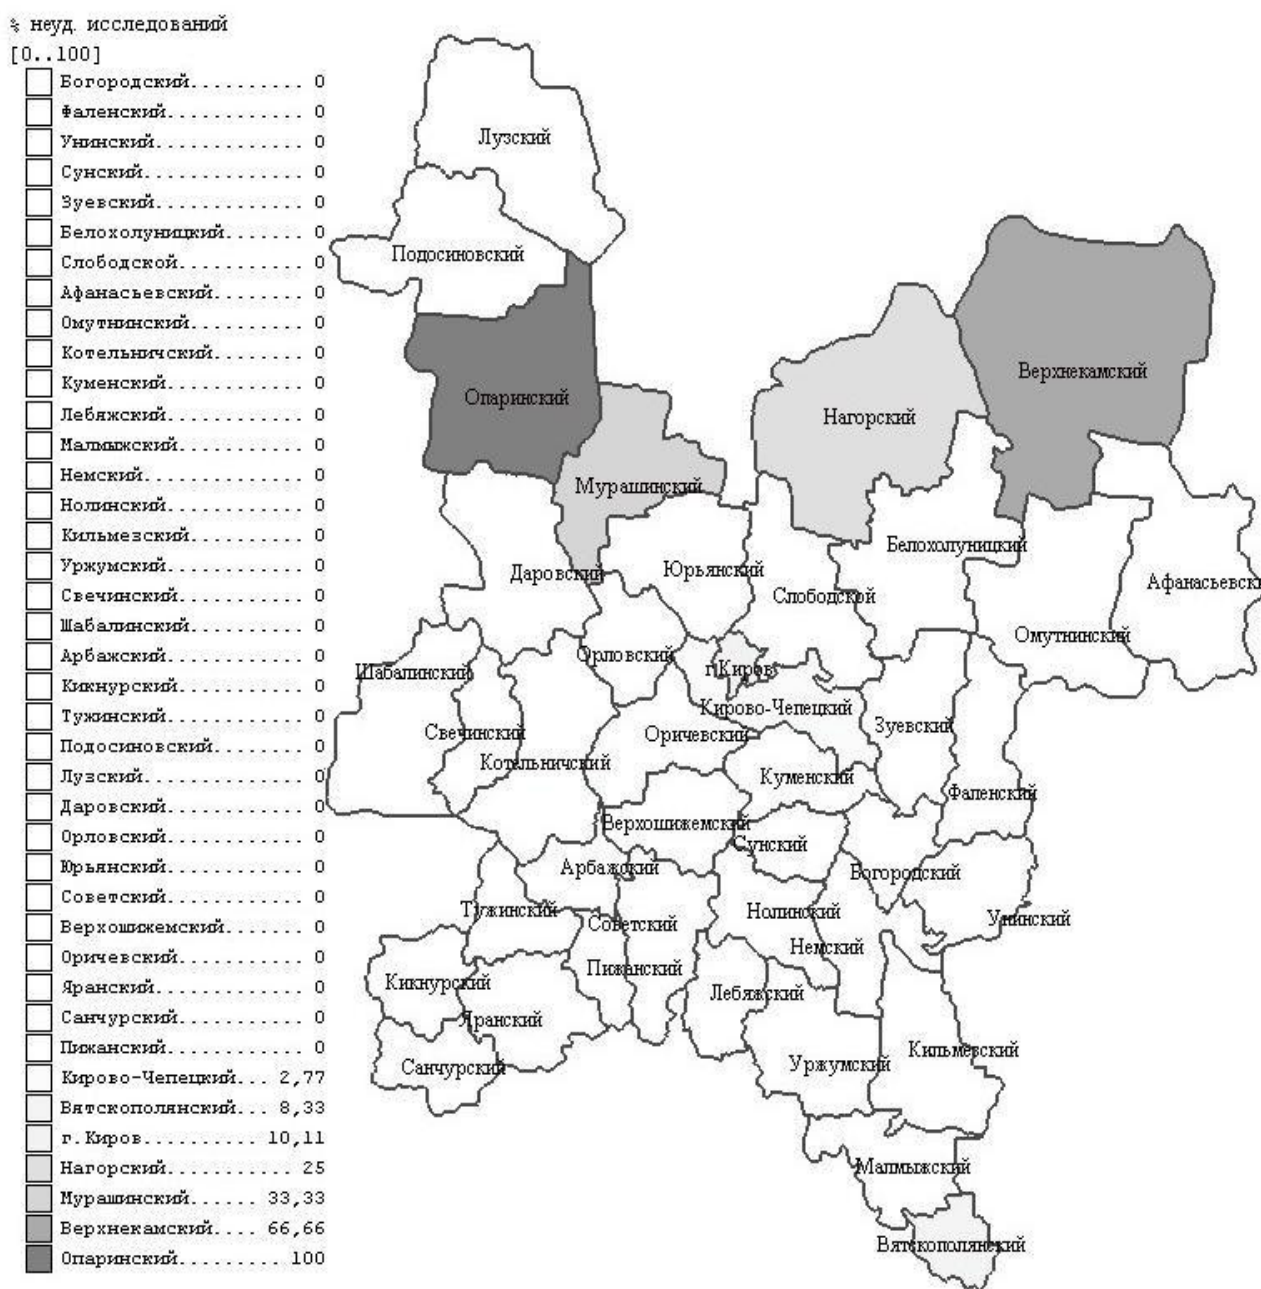 % неуд. исследований
[0..100]
Богородский.......... 0
Фаленский............ 0
Унинский............. 0
Сунский.............. 0
Зуевский............. 0
Белохолуницкий....... 0
Слободской........... 0
Афанасьевский........ 0
Омутнинский.......... 0
Котельничский........ 0
Куменский............ 0
Лебяжский............ 0
Малмыжский........... 0
Немский.............. 0
Нолинский............ 0
Кильмезский.......... 0
Уржумский............ 0
Свечинский........... 0
Шабалинский.......... 0
Арбажский............ 0
Кикнурский........... 0
Тужинский............ 0
Подосиновский........ 0
Лузский.............. 0
Даровский............ 0
Орловский............ 0
Юрьянский............ 0
Советский............ 0
Верхошижемский....... 0
Оричевский........... 0
Яранский............. 0
Санчурский........... 0
Пижанский............ 0
Кирово-Чепецкий... 2,77
Вятскополянский... 8,33
г.Киров.......... 10,11
Нагорский.......... 25
Мурашинский...... 33,33
Верхнекамский.... 66,66
Опаринский........ 100
Лузский
Подосиновский
Верхнекамский
Опаринский
Нагорский
Мурашинский
Белохолуницкий
Юрьянский
Даровский
Афанасьевски
Слободской
Омутнинский
Орловский
г.Киров
Шабалинский
Кирово-Чепецкий
Зуевский
Свечинский
Оричевский
Котельничский
Куменский
Фаленский
Верхошижемский
Сунский
Арбажский
Богородский
Тужинский
Нолинский
Унинский
Советский
Немский
Пижанский
Кикнурский
Лебяжский
Яранский
Кильмезский
Уржумский
Санчурский
Малмыжский
Вятскополянский